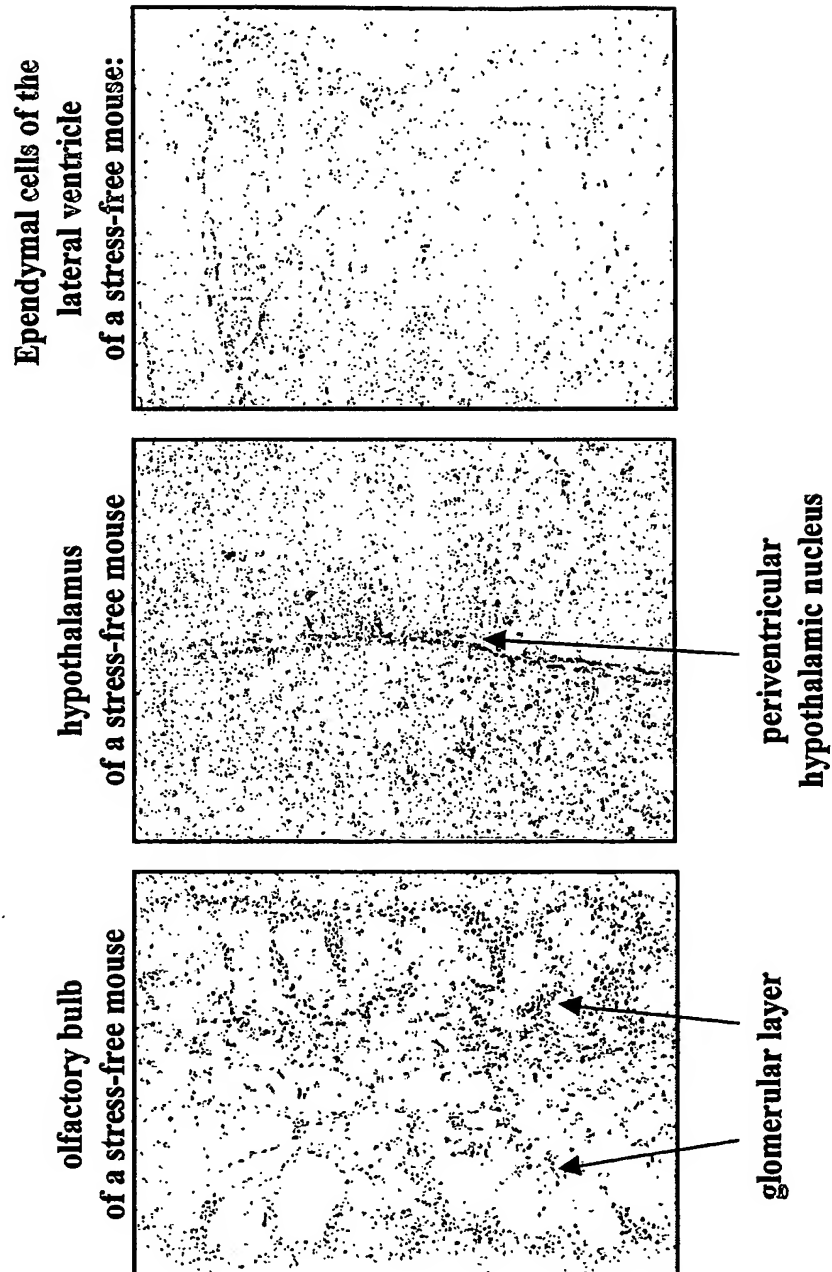 olfactory bulb
of a stress-free mouse
glomerular layer
hypothalamus
of a stress-free mouse
periventricular
hypothalamic nucleus
Ependymal cells of the
lateral ventricle
of a stress-free mouse: